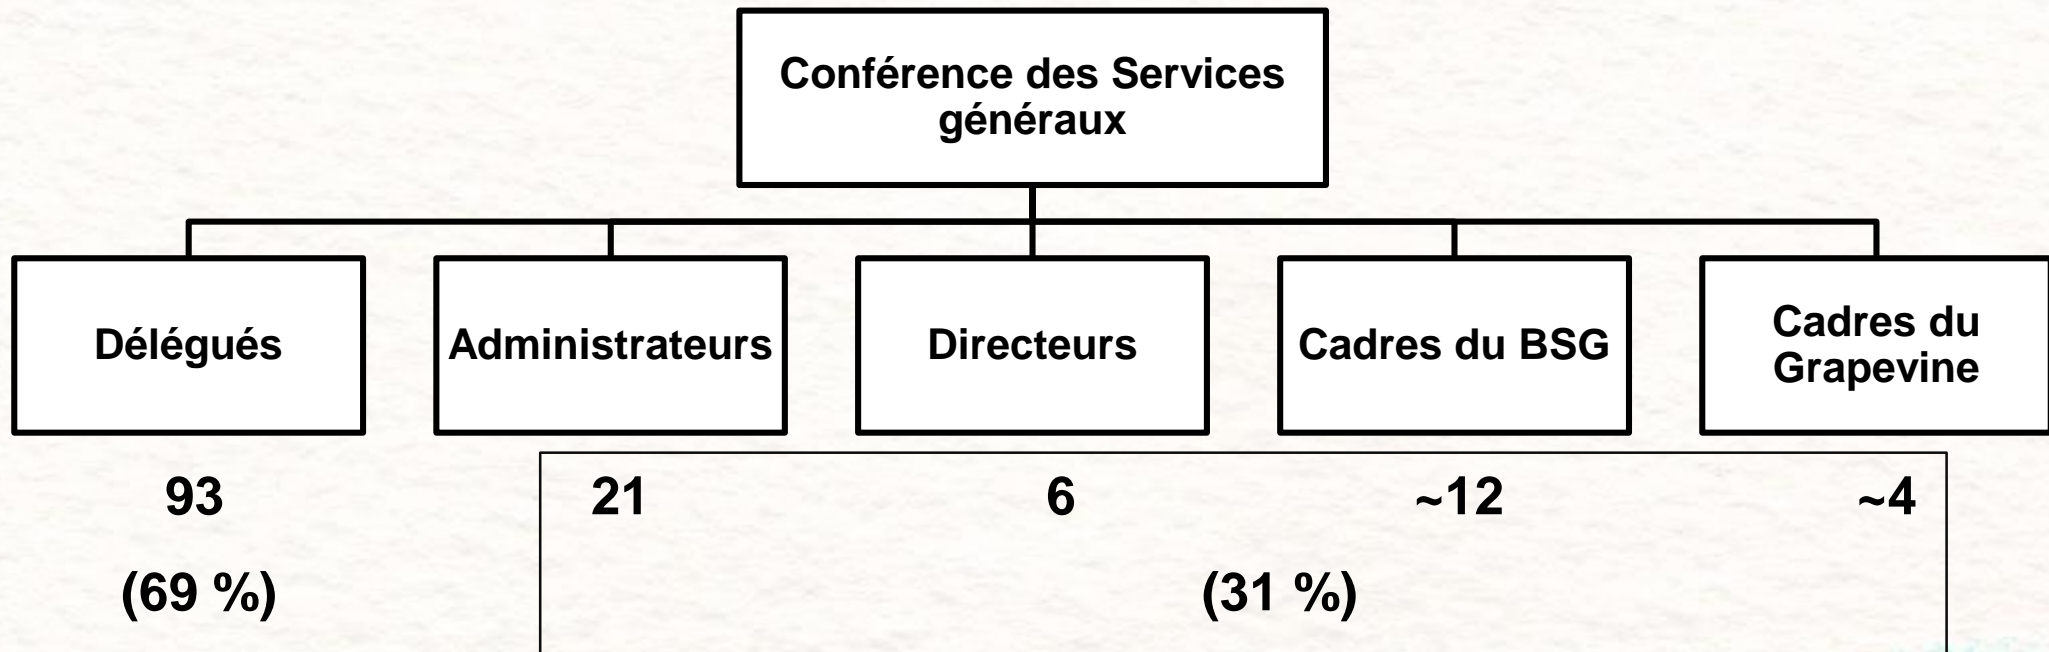 Conférence des Services
généraux
Délégués
Administrateurs
Directeurs
Cadres du BSG
Cadres du
Grapevine
93
21
6
~12
~4
(69 %)
(31 %)